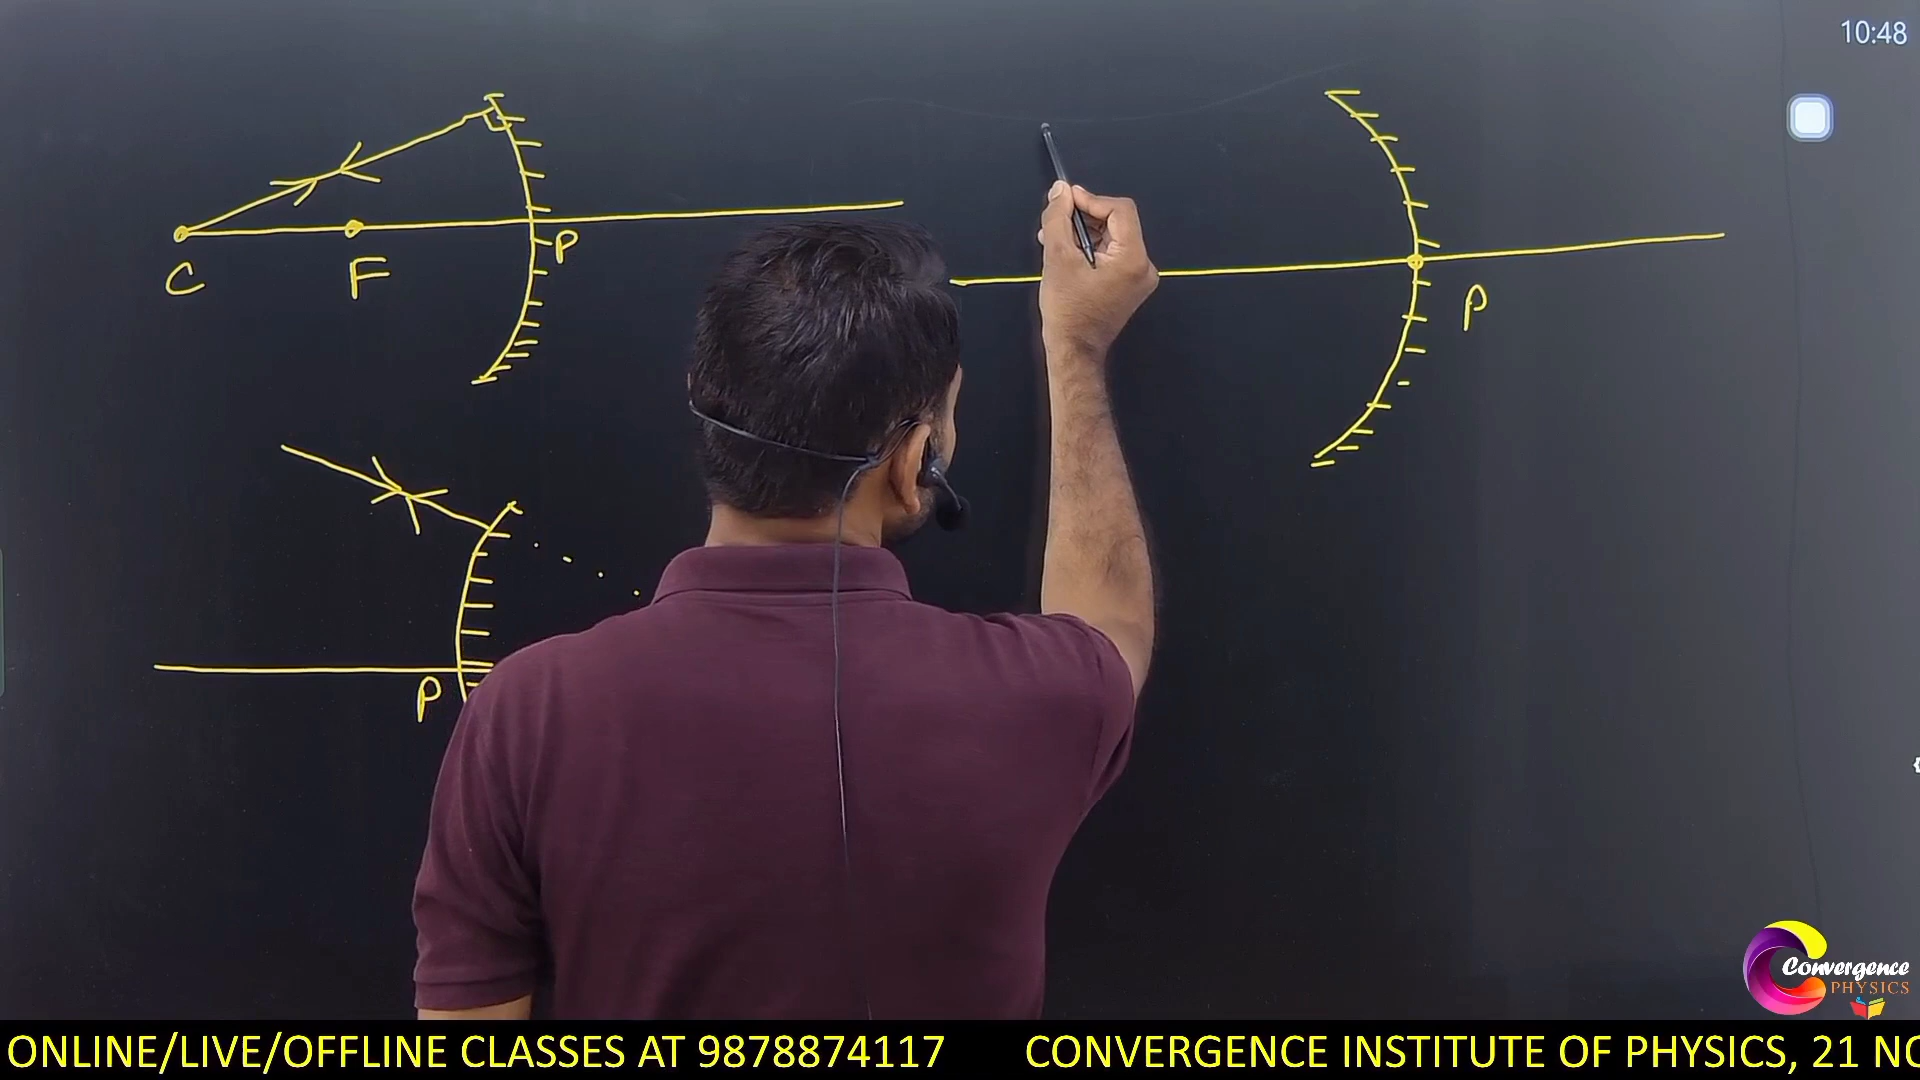 10:48
C
F
P
P
P
Convergence
PHYSICS
ONLINE/LIVE/OFFLINE CLASSES AT 9878874117 CONVERGENCE INSTITUTE OF PHYSICS, 21 NO